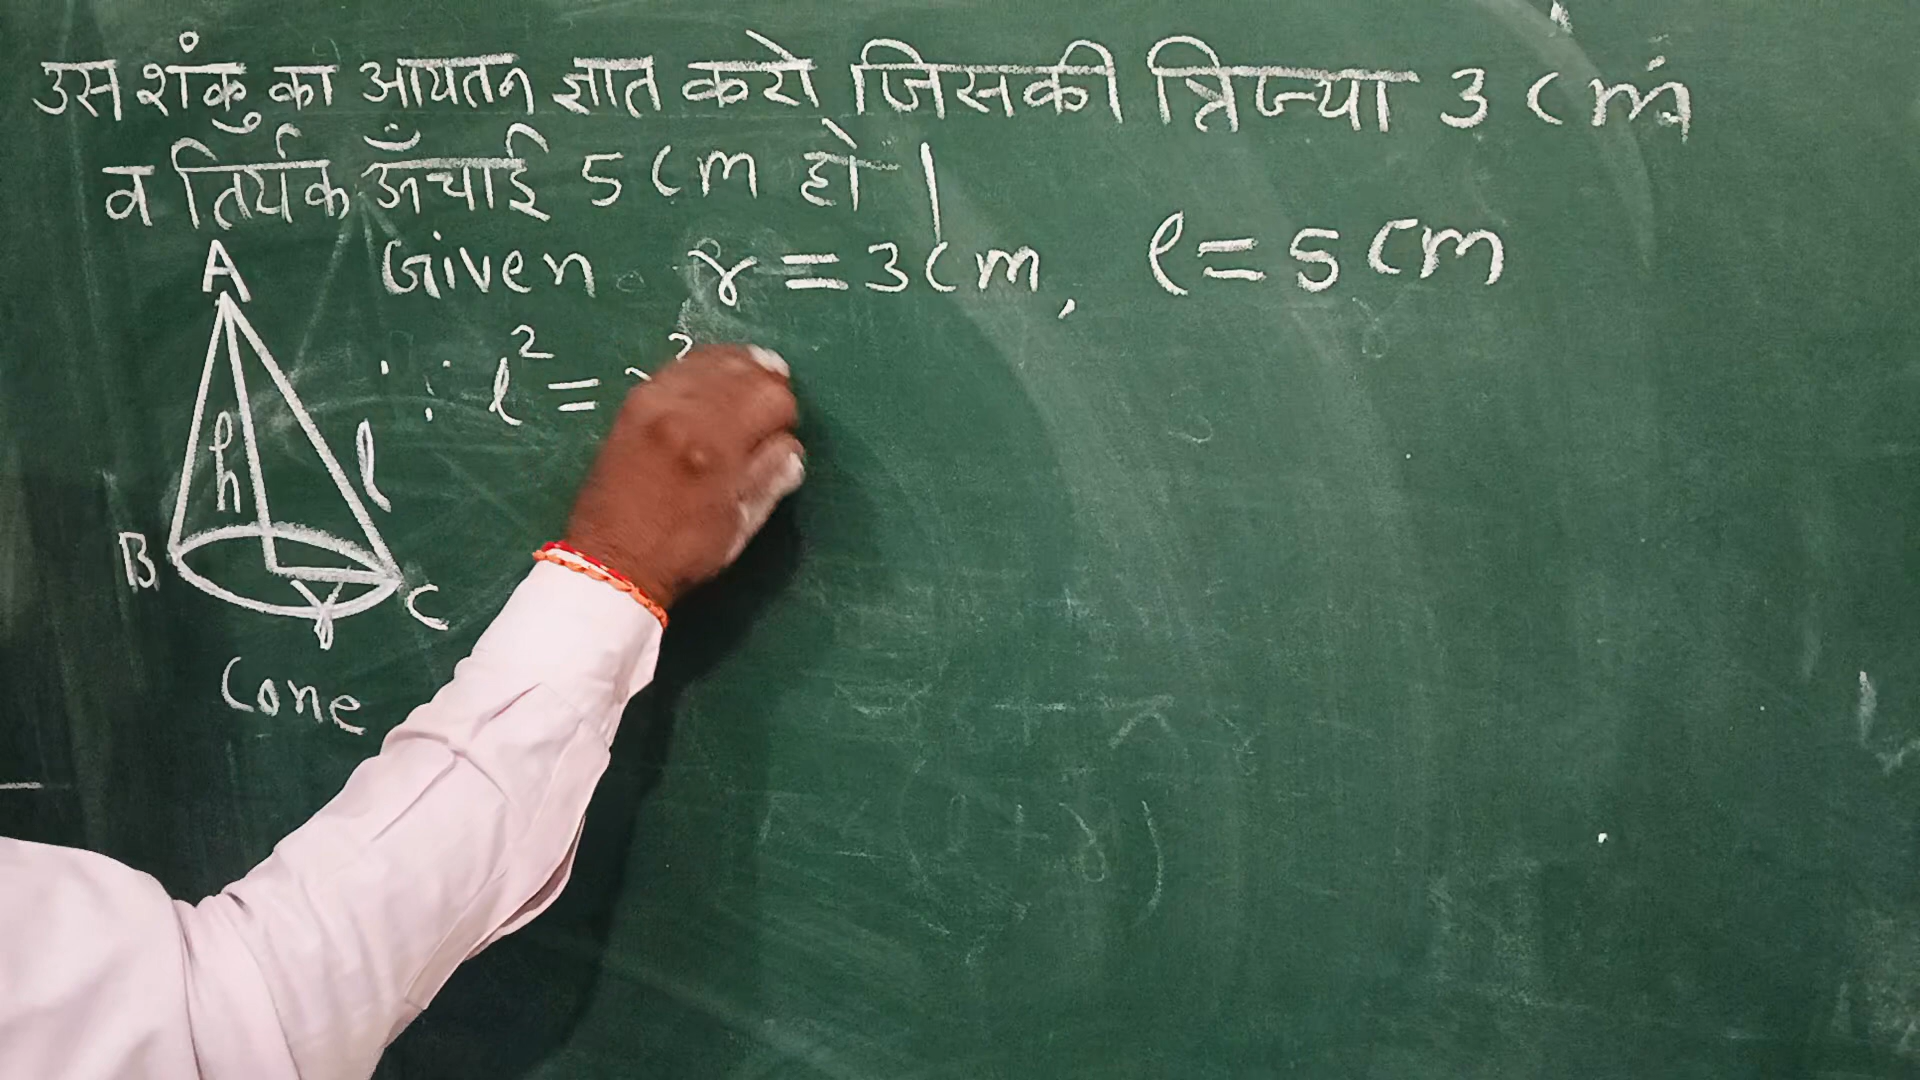 उस शंकु का आयतन ज्ञात करो जिसकी त्रिज्या 3 cm
व तिर्यक ऊँचाई 5 cm हो।
Given r = 3 cm, l = 5 cm
A
∵ l² =
h
l
B
C
r
Cone